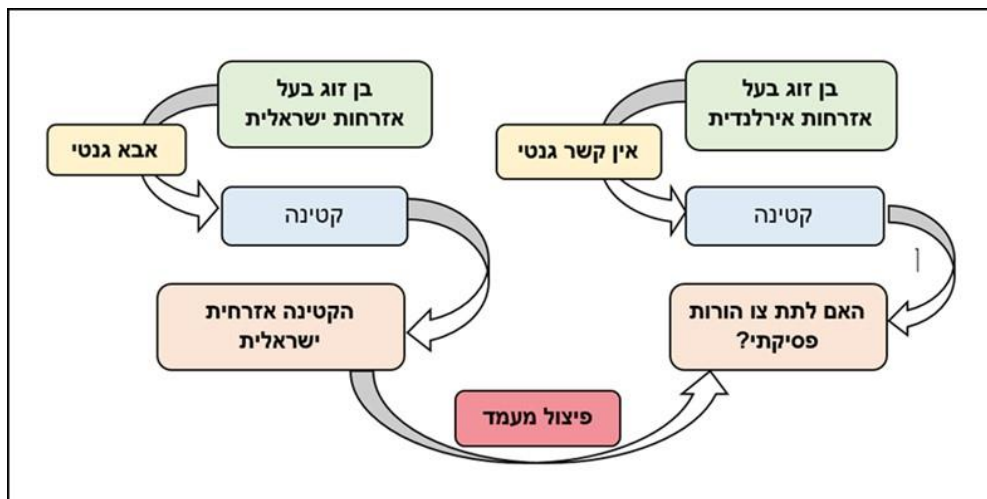 בן זוג בעל
אזרחות אירלנדית
אין קשר גנטי
קטינה
האם לתת צו הורות
פסיקתי?
בן זוג בעל
אזרחות ישראלית
אבא גנטי
קטינה
הקטינה אזרחית
ישראלית
פיצול מעמד